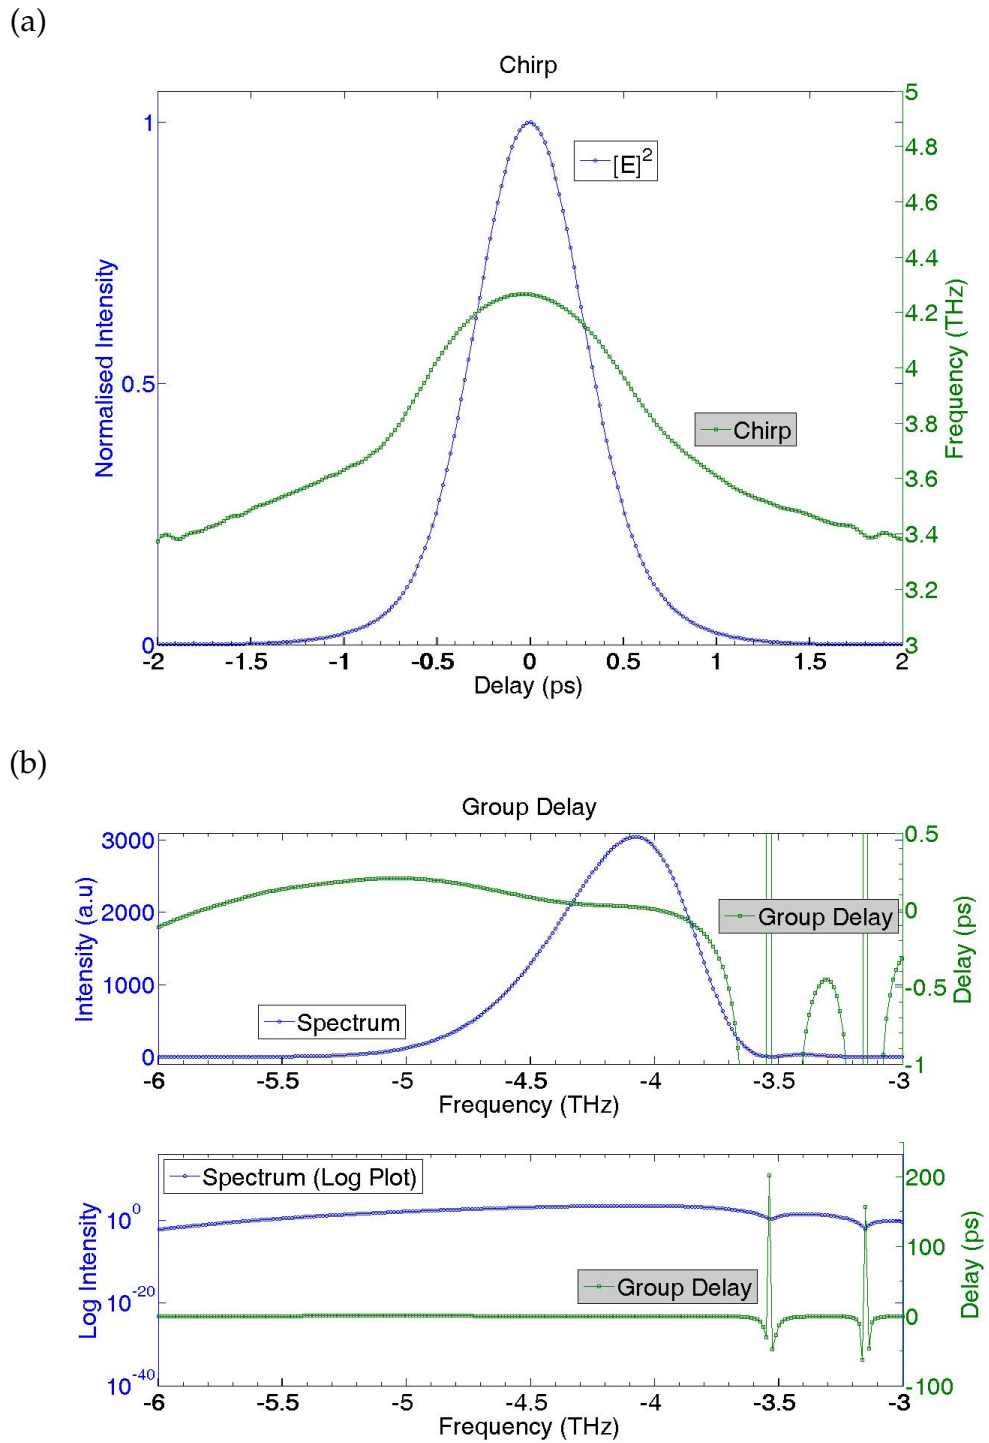 (a)
Chirp
Normalised Intensity
1
0.5
0
[E]2
Chirp
5
4.8
4.6
4.4
4.2
4
3.8
3.6
3.4
3.2
3
Frequency (THz)
-2 -1.5 -1 -0.5 0 0.5 1 1.5 2
Delay (ps)
(b)
Group Delay
Intensity (a.u)
3000
2000
1000
0
Spectrum
Group Delay
0.5
0
-0.5
-1
Delay (ps)
-6 -5.5 -5 -4.5 -4 -3.5 -3
Frequency (THz)
Log Intensity
10^0
10^-20
10^-40
Spectrum (Log Plot)
Group Delay
200
100
0
-100
Delay (ps)
-6 -5.5 -5 -4.5 -4 -3.5 -3
Frequency (THz)